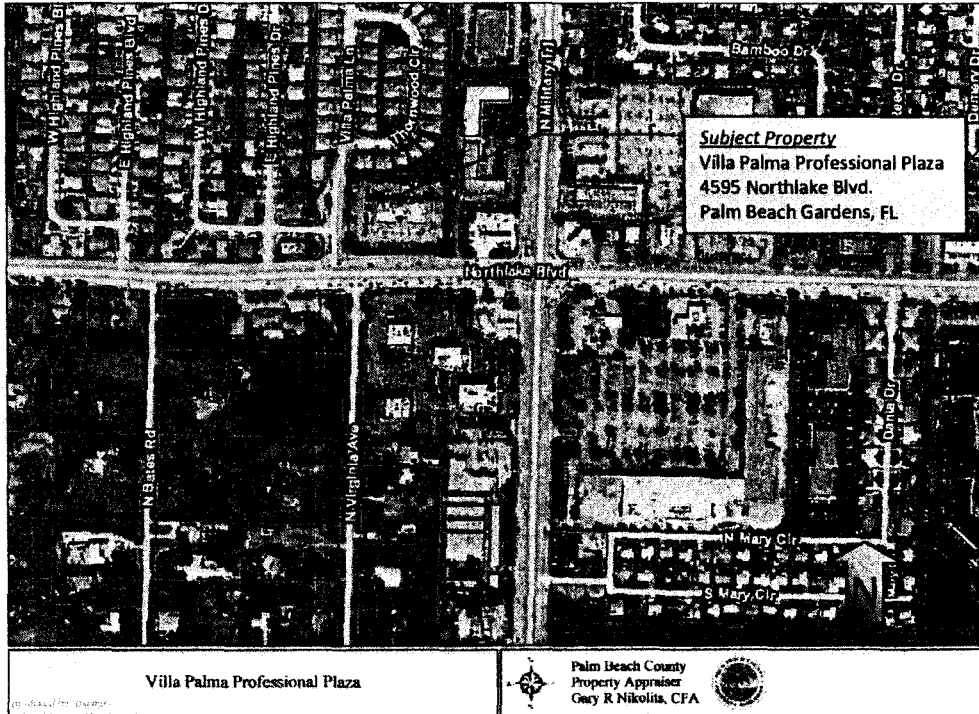 W Highland Pines Bl
E Highland Pines Blvd
W Highland Pines D
E Highland Pines Dr
Villa Palma Ln
Thornwood Cir
N Military Trl
Bamboo Dr
Reed Dr
Subject Property
Villa Palma Professional Plaza
4595 Northlake Blvd.
Palm Beach Gardens, FL
Northlake Blvd
N Bates Rd
N Virginia Ave
Dania Dr
N Mary Cir
S Mary Cir
N
Villa Palma Professional Plaza
Palm Beach County
Property Appraiser
Gary R Nikolits, CFA